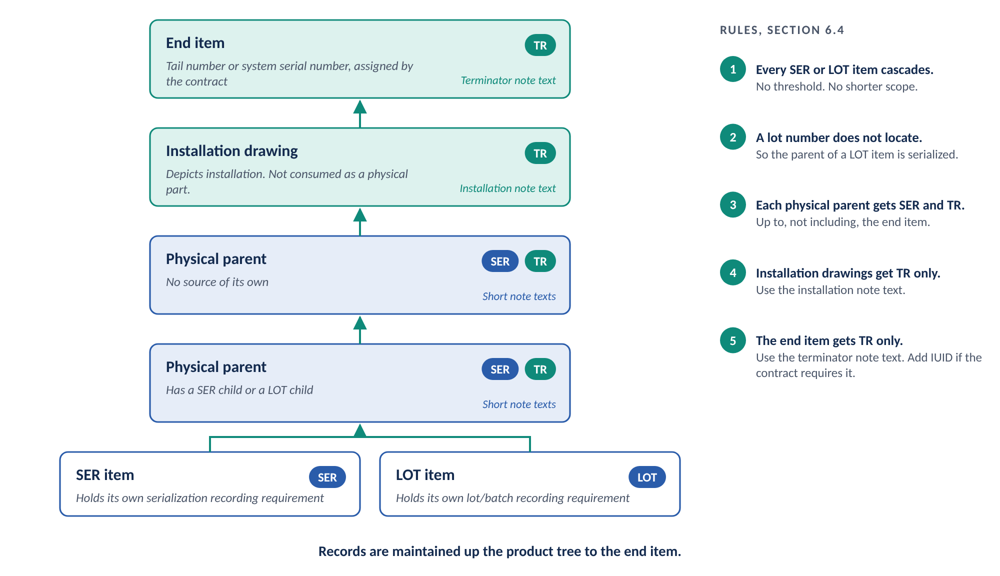 End item
TR
Tail number or system serial number, assigned by
the contract
Terminator note text
Installation drawing
TR
Depicts installation. Not consumed as a physical
part.
Installation note text
Physical parent
SER
TR
No source of its own
Short note texts
Physical parent
SER
TR
Has a SER child or a LOT child
Short note texts
SER item
SER
Holds its own serialization recording requirement
LOT item
LOT
Holds its own lot/batch recording requirement
RULES, SECTION 6.4
1
Every SER or LOT item cascades.
No threshold. No shorter scope.
2
A lot number does not locate.
So the parent of a LOT item is serialized.
3
Each physical parent gets SER and TR.
Up to, not including, the end item.
4
Installation drawings get TR only.
Use the installation note text.
5
The end item gets TR only.
Use the terminator note text. Add IUID if the
contract requires it.
Records are maintained up the product tree to the end item.